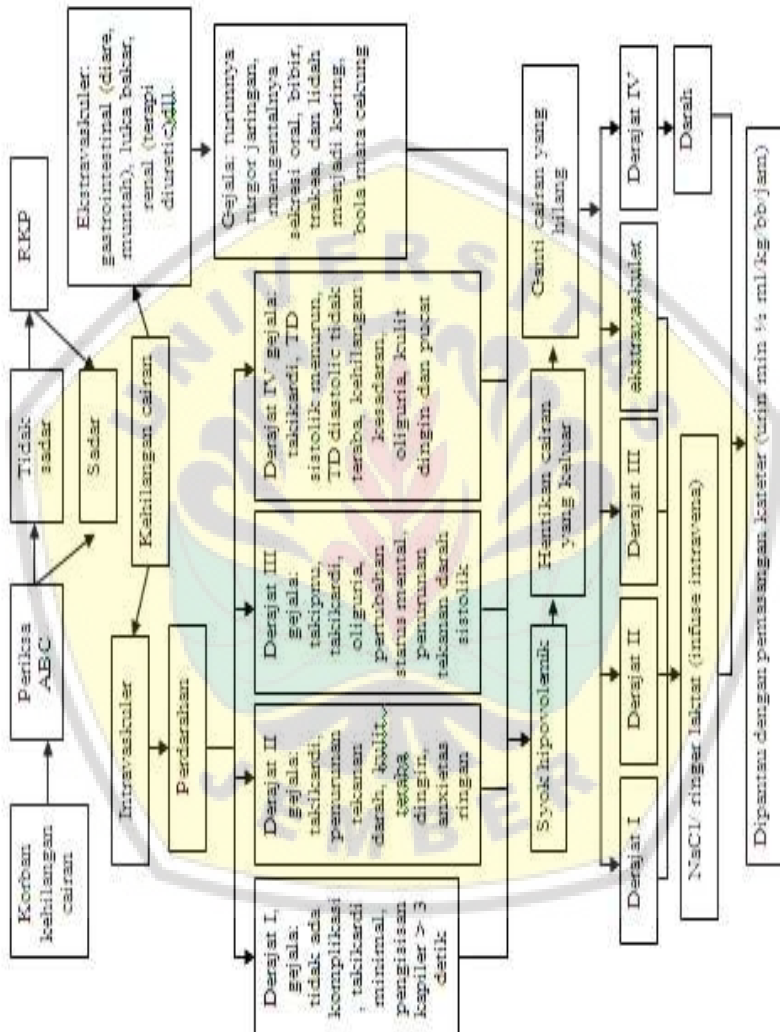 Korban
kehilangan
cairan
Periksa
ABC
Tidak
sadar
RKP
Sadar
Kehilangan cairan
Intravaskuler
Perdarahan
Ekstravaskuler:
gastrointestinal (diare,
muntah), luka bakar,
renal (terapi
diuretic)dll.
Gejala: turunnya
turgor jaringan,
mengentalnya
sekresi oral, bibir,
trakea, dan lidah
menjadi kering,
bola mata cekung
Derajat I,
gejala:
tidak ada
komplikasi
, takikardi
minimal,
pengisisan
kapiler > 3
detik
Derajat II
gejala:
takikardi,
penurunan
tekanan
darah, kulit
teraba
dingin,
anxietas
ringan
Derajat III
gejala:
takipnu,
takikardi,
oliguria,
perubahan
status mental,
penurunan
tekanan darah
sistolik
Derajat IV gejala:
takikardi, TD
sistolik menurun,
TD diastolic tidak
teraba, kehilangan
kesadaran,
oliguria, kulit
dingin dan pucat
Syok hipovolemik
Hentikan cairan
yang keluar
Ganti cairan yang
hilang
Derajat I
Derajat II
Derajat III
ekstravaskuler
Derajat IV
NaCl/ ringer laktat (infuse intravena)
Darah
Dipantau dengan pemasangan kateter (urin min ½ ml/kg/bb/jam)
UNIVERSITAS
JEMBER